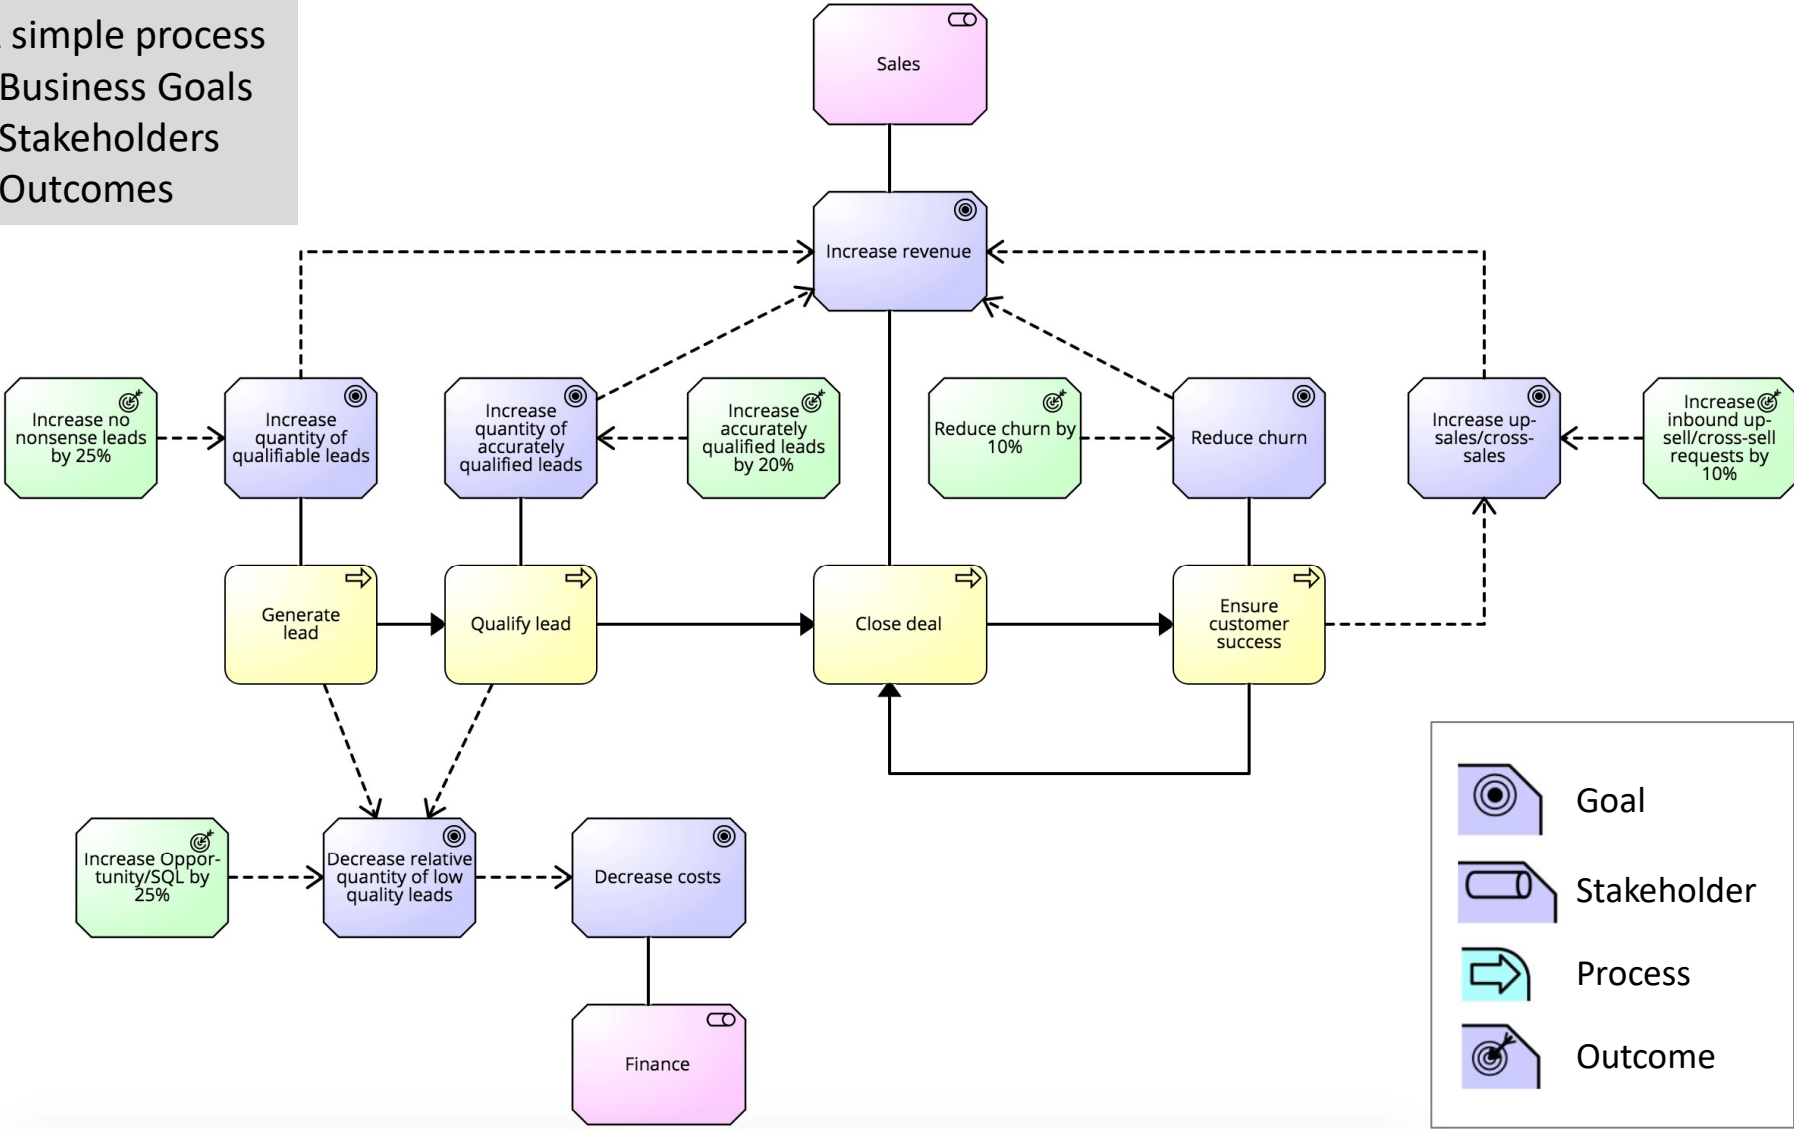 simple process
Business Goals
Stakeholders
Outcomes
Sales
Increase revenue
Increase no
nonsense leads
by 25%
Increase
quantity of
qualifiable leads
Increase
quantity of
accurately
qualified leads
Increase
accurately
qualified leads
by 20%
Reduce churn by
10%
Reduce churn
Increase up-
sales/cross-
sales
Increase
inbound up-
sell/cross-sell
requests by
10%
Generate
lead
Qualify lead
Close deal
Ensure
customer
success
Increase Oppor-
tunity/SQL by
25%
Decrease relative
quantity of low
quality leads
Decrease costs
Finance
Goal
Stakeholder
Process
Outcome